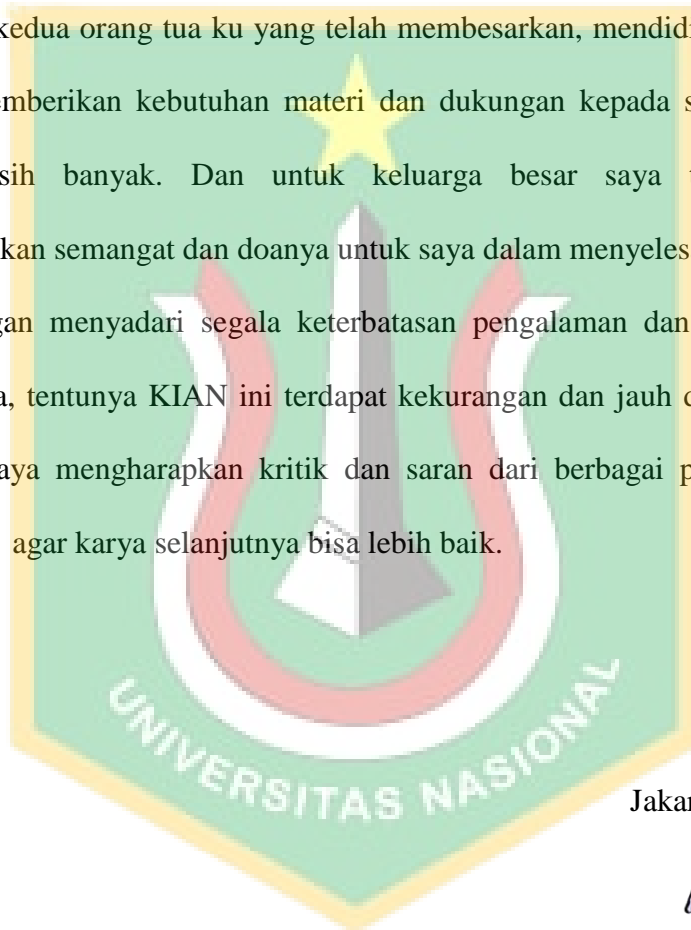 kedua orang tua ku yang telah membesarkan, mendidi
emberikan kebutuhan materi dan dukungan kepada s
sih banyak. Dan untuk keluarga besar saya
kan semangat dan doanya untuk saya dalam menyeles
gan menyadari segala keterbatasan pengalaman dan
a, tentunya KIAN ini terdapat kekurangan dan jauh d
aya mengharapkan kritik dan saran dari berbagai p
agar karya selanjutnya bisa lebih baik.
UNIVERSITAS NASIONAL
Jakar